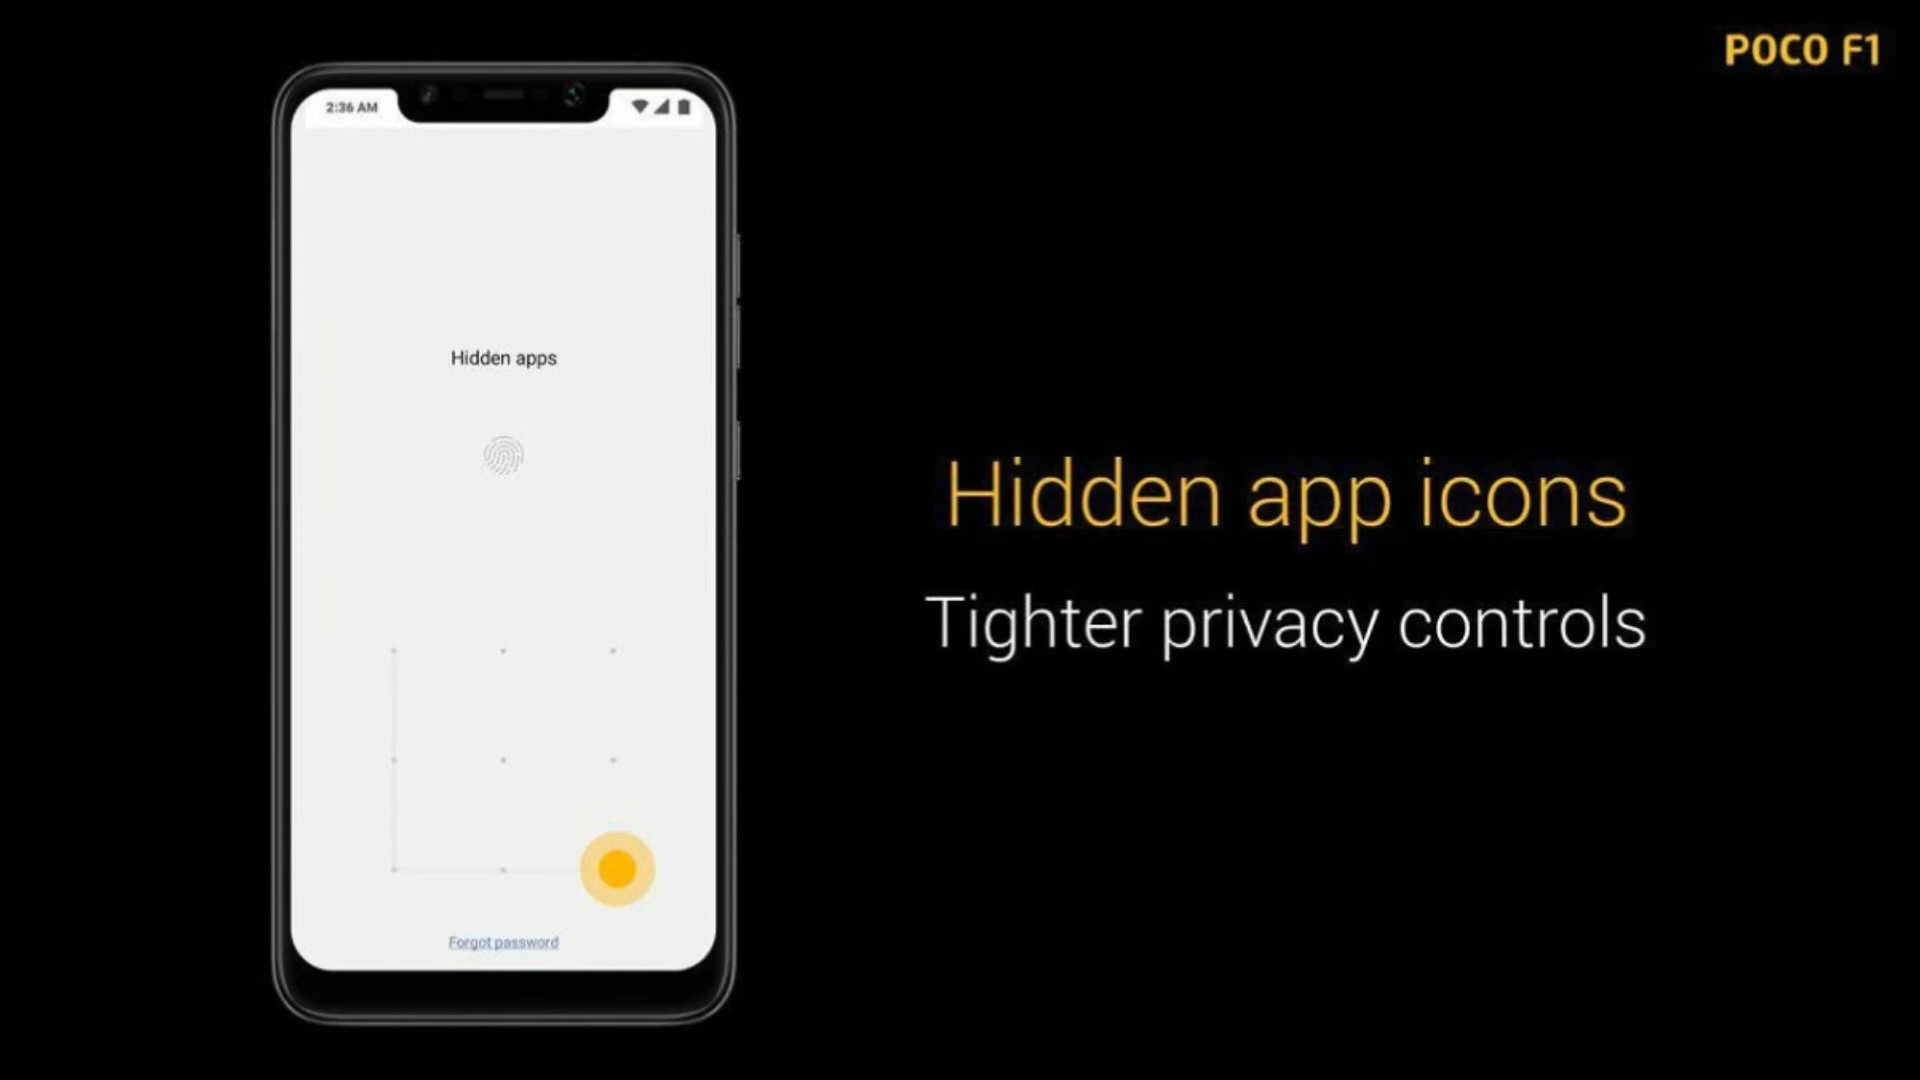 POCO F1
2:36 AM
Hidden apps
Forgot password
Hidden app icons
Tighter privacy controls